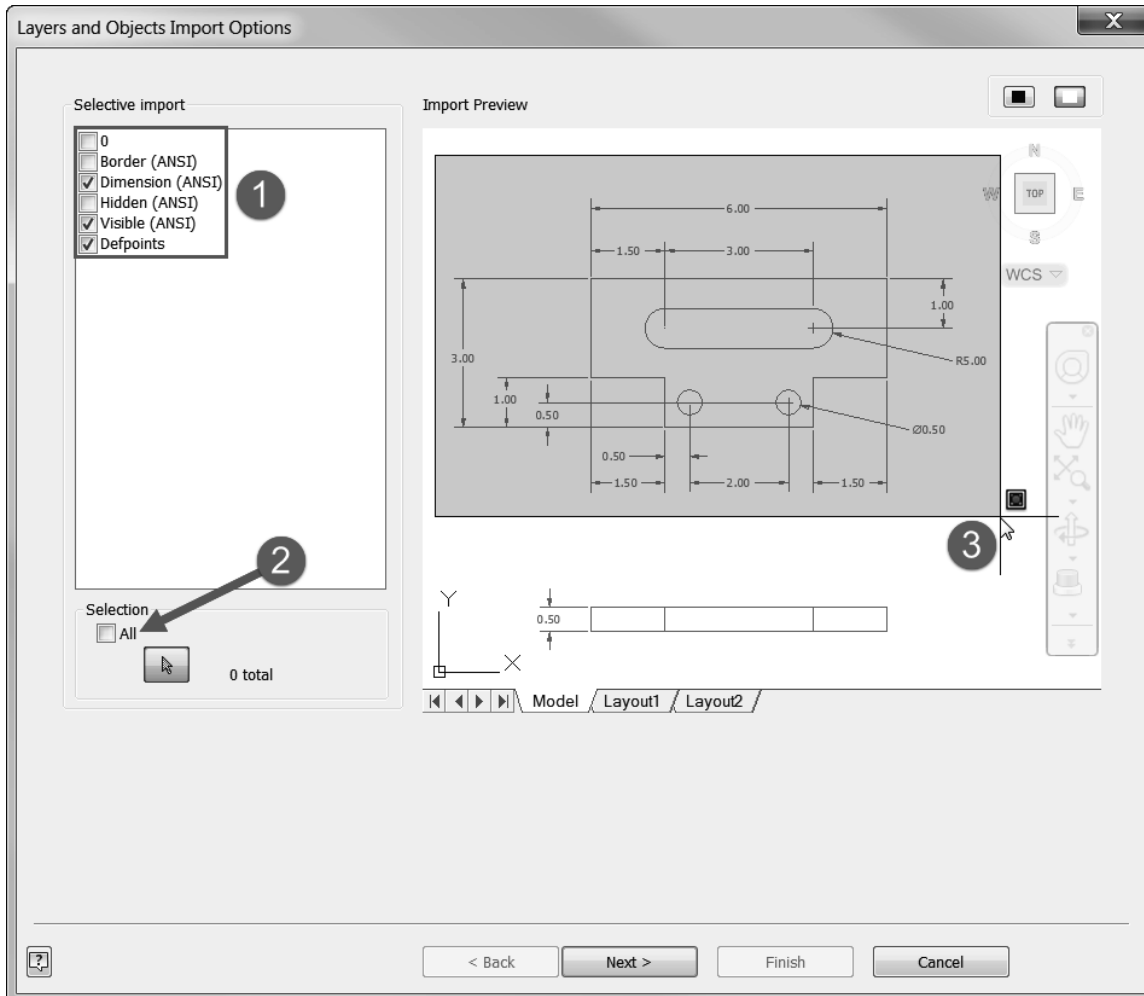 Layers and Objects Import Options
X
Selective import
0
Border (ANSI)
Dimension (ANSI)
Hidden (ANSI)
Visible (ANSI)
Defpoints
1
2
Selection
All
0 total
Import Preview
N
W
TOP
E
S
WCS
6.00
1.50
3.00
1.00
3.00
R5.00
1.00
0.50
Ø0.50
0.50
1.50
2.00
1.50
3
Y
0.50
X
Model
Layout1
Layout2
?
< Back
Next >
Finish
Cancel